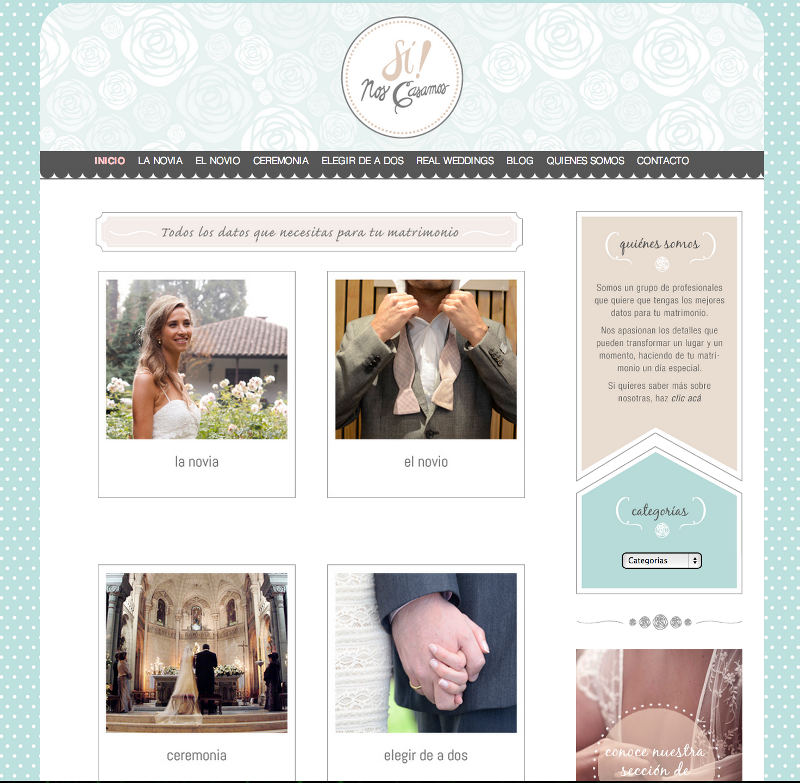 Sí!
Nos Casamos
INICIO LA NOVIA EL NOVIO CEREMONIA ELEGIR DE A DOS REAL WEDDINGS BLOG QUIENES SOMOS CONTACTO
Todos los datos que necesitas para tu matrimonio
la novia
el novio
ceremonia
elegir de a dos
quiénes somos
Somos un grupo de profesionales
que quiere que tengas los mejores
datos para tu matrimonio.
Nos apasionan los detalles que
pueden transformar un lugar y un
momento, haciendo de tu matri-
monio un día especial.
Si quieres saber más sobre
nosotras, haz clic acá
categorías
Categorias
conoce nuestra
sección de